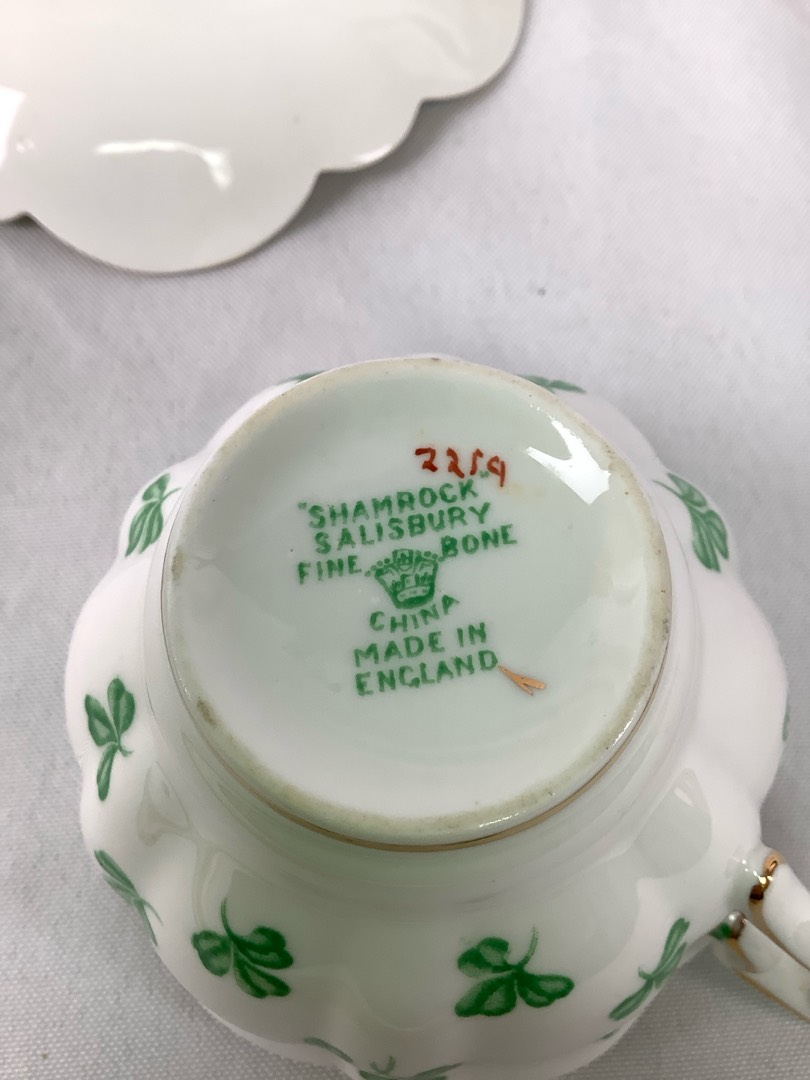 2259
"SHAMROCK"
SALISBURY
FINE BONE
CHINA
MADE IN
ENGLAND